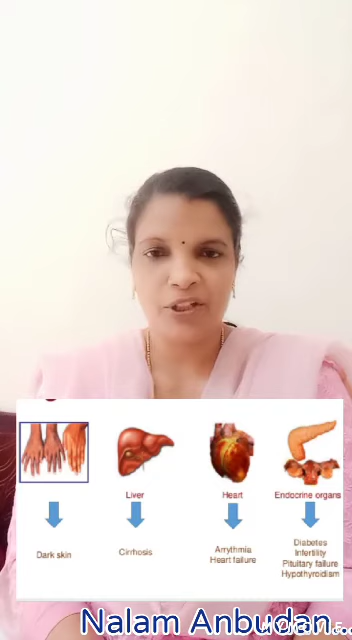 Liver
Heart
Endocrine organs
Dark skin
Cirrhosis
Arrythmia
Heart failure
Diabetes
Infertility
Pituitary failure
Hypothyroidism
Nalam Anbudan